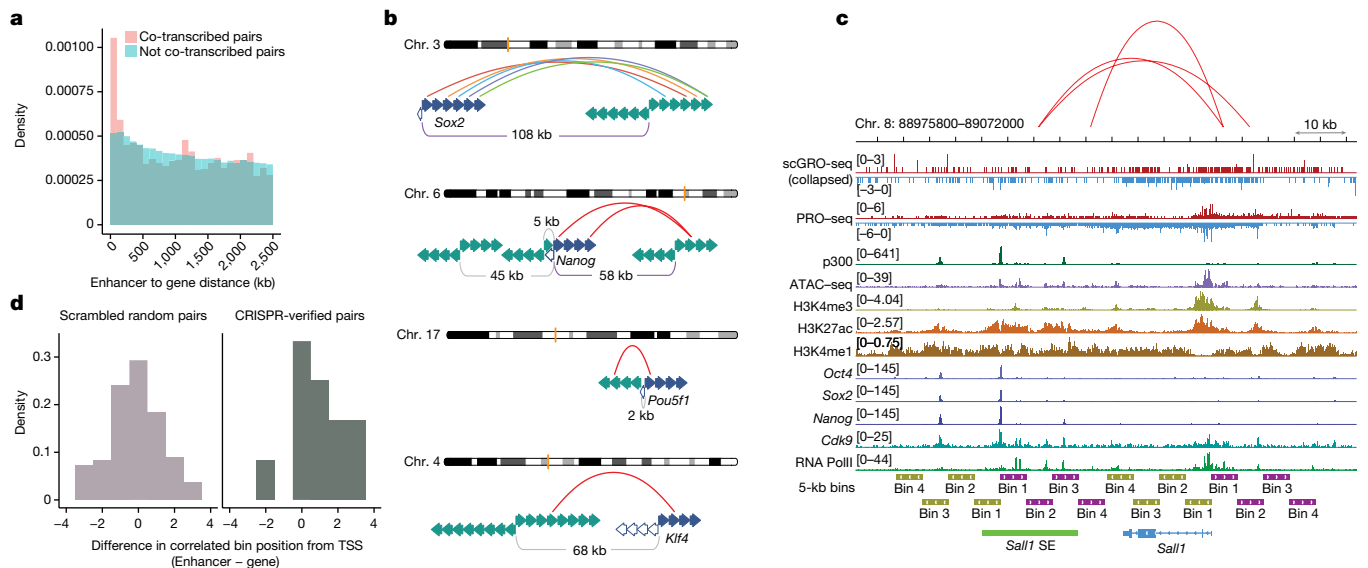 a
Co-transcribed pairs
Not co-transcribed pairs
0.00100
0.00075
0.00050
0.00025
0
Density
0
500
1,000
1,500
2,000
2,500
Enhancer to gene distance (kb)
b
Chr. 3
Sox2
108 kb
Chr. 6
5 kb
Nanog
45 kb
58 kb
Chr. 17
Pou5f1
2 kb
Chr. 4
Klf4
68 kb
c
Chr. 8: 88975800–89072000
10 kb
scGRO-seq
(collapsed)
[0–3]
[–3–0]
PRO-seq
[0–6]
[–6–0]
p300
[0–641]
ATAC-seq
[0–39]
H3K4me3
[0–4.04]
H3K27ac
[0–2.57]
H3K4me1
[0–0.75]
Oct4
[0–145]
Sox2
[0–145]
Nanog
[0–145]
Cdk9
[0–25]
RNA PolII
[0–44]
5-kb bins
Bin 4 Bin 2 Bin 1 Bin 3 Bin 4 Bin 2 Bin 1 Bin 3
Bin 3 Bin 1 Bin 2 Bin 4 Bin 3 Bin 1 Bin 2 Bin 4
Sall1 SE
Sall1
d
Scrambled random pairs
CRISPR-verified pairs
0.3
0.2
0.1
0
Density
–4 –2 0 2 4
–4 –2 0 2 4
Difference in correlated bin position from TSS
(Enhancer – gene)